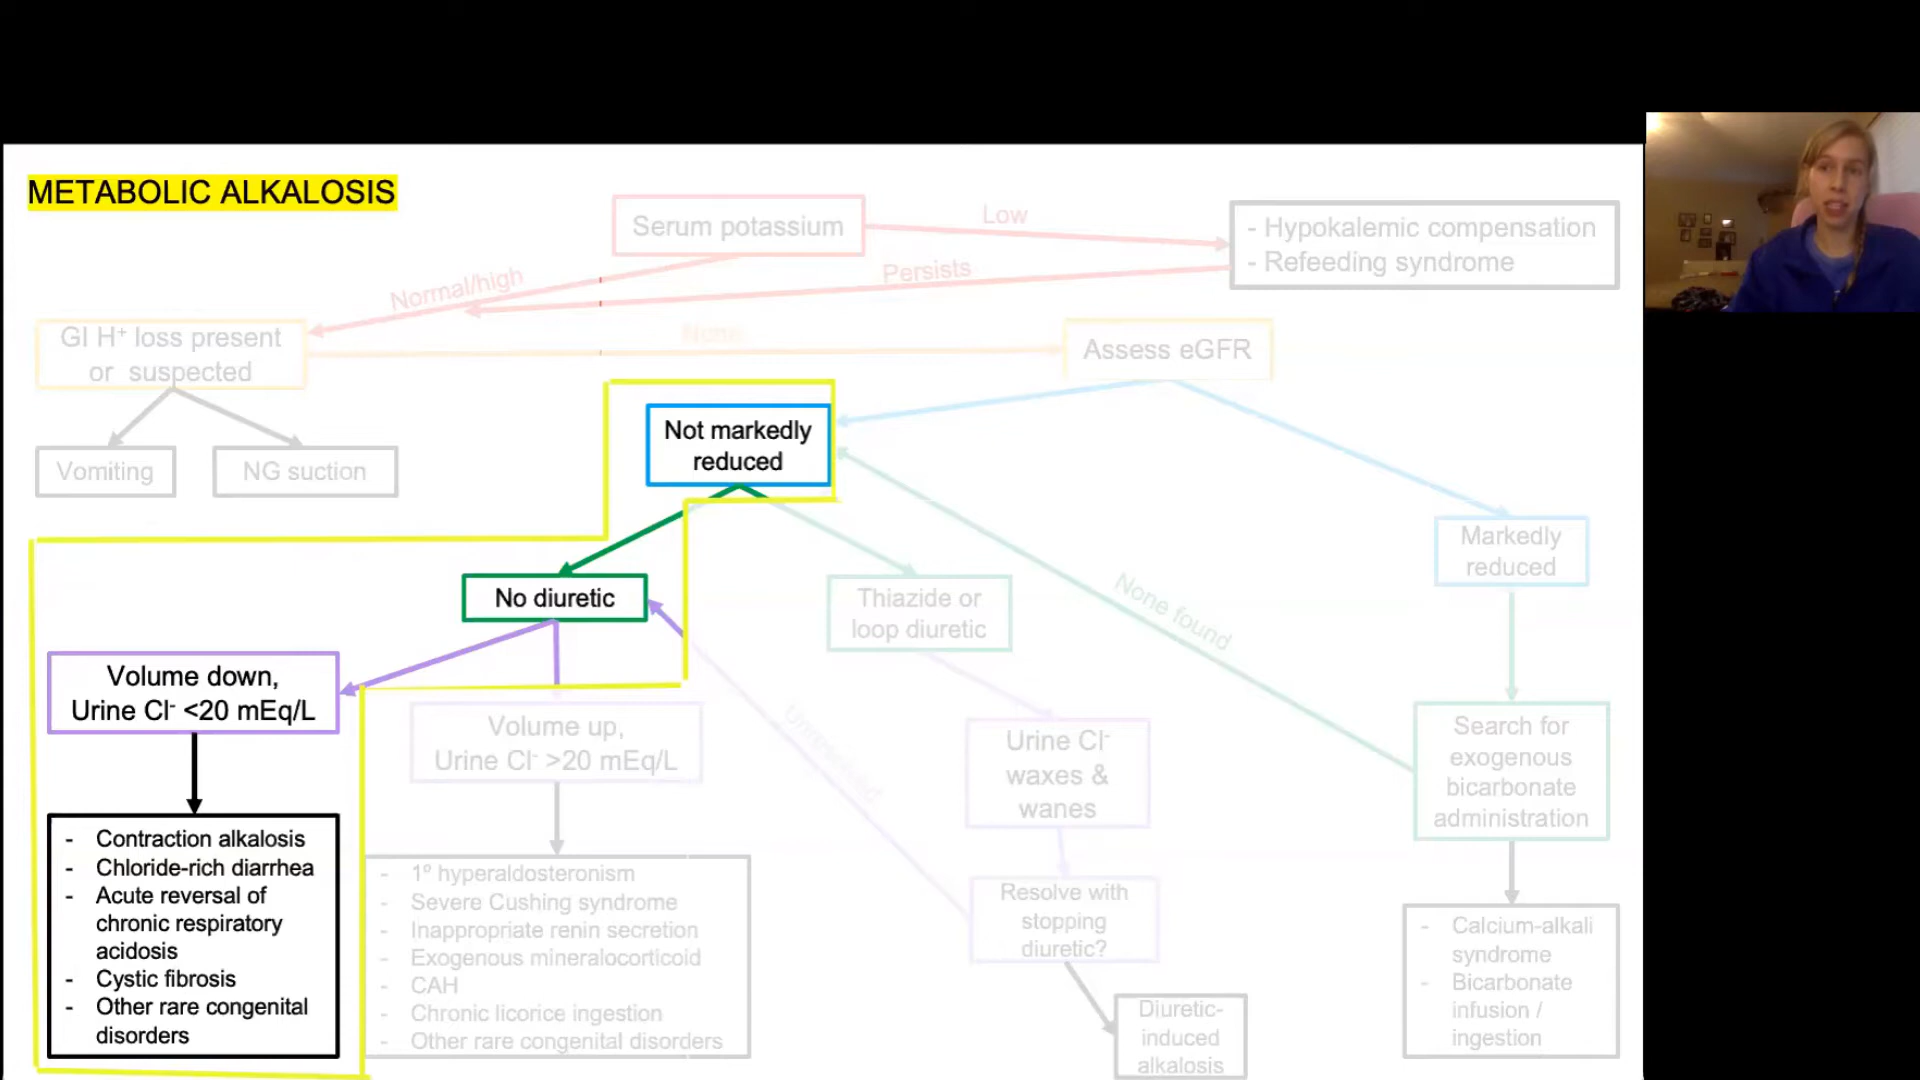 METABOLIC ALKALOSIS
Serum potassium
Low
- Hypokalemic compensation
- Refeeding syndrome
Persists
Normal/high
GI H⁺ loss present
or suspected
None
Assess eGFR
Vomiting
NG suction
Not markedly
reduced
Markedly
reduced
No diuretic
Thiazide or
loop diuretic
None found
Volume down,
Urine Cl⁻ <20 mEq/L
Volume up,
Urine Cl⁻ >20 mEq/L
Urine Cl⁻
waxes &
wanes
Search for
exogenous
bicarbonate
administration
- Contraction alkalosis
- Chloride-rich diarrhea
- Acute reversal of
chronic respiratory
acidosis
- Cystic fibrosis
- Other rare congenital
disorders
- 1º hyperaldosteronism
- Severe Cushing syndrome
- Inappropriate renin secretion
- Exogenous mineralocorticoid
- CAH
- Chronic licorice ingestion
- Other rare congenital disorders
Resolve with
stopping
diuretic?
Diuretic-
induced
alkalosis
- Calcium-alkali
syndrome
- Bicarbonate
infusion /
ingestion